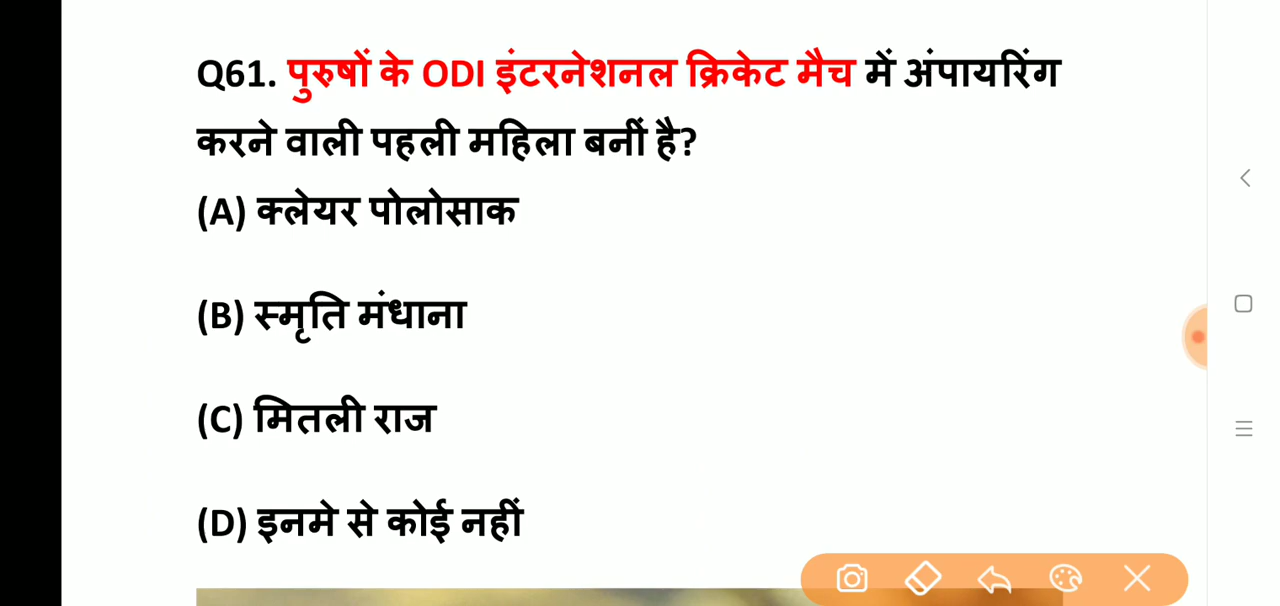 Q61. पुरुषों के ODI इंटरनेशनल क्रिकेट मैच में अंपायरिंग
करने वाली पहली महिला बनीं है?
(A) क्लेयर पोलोसाक
(B) स्मृति मंधाना
(C) मितली राज
(D) इनमे से कोई नहीं